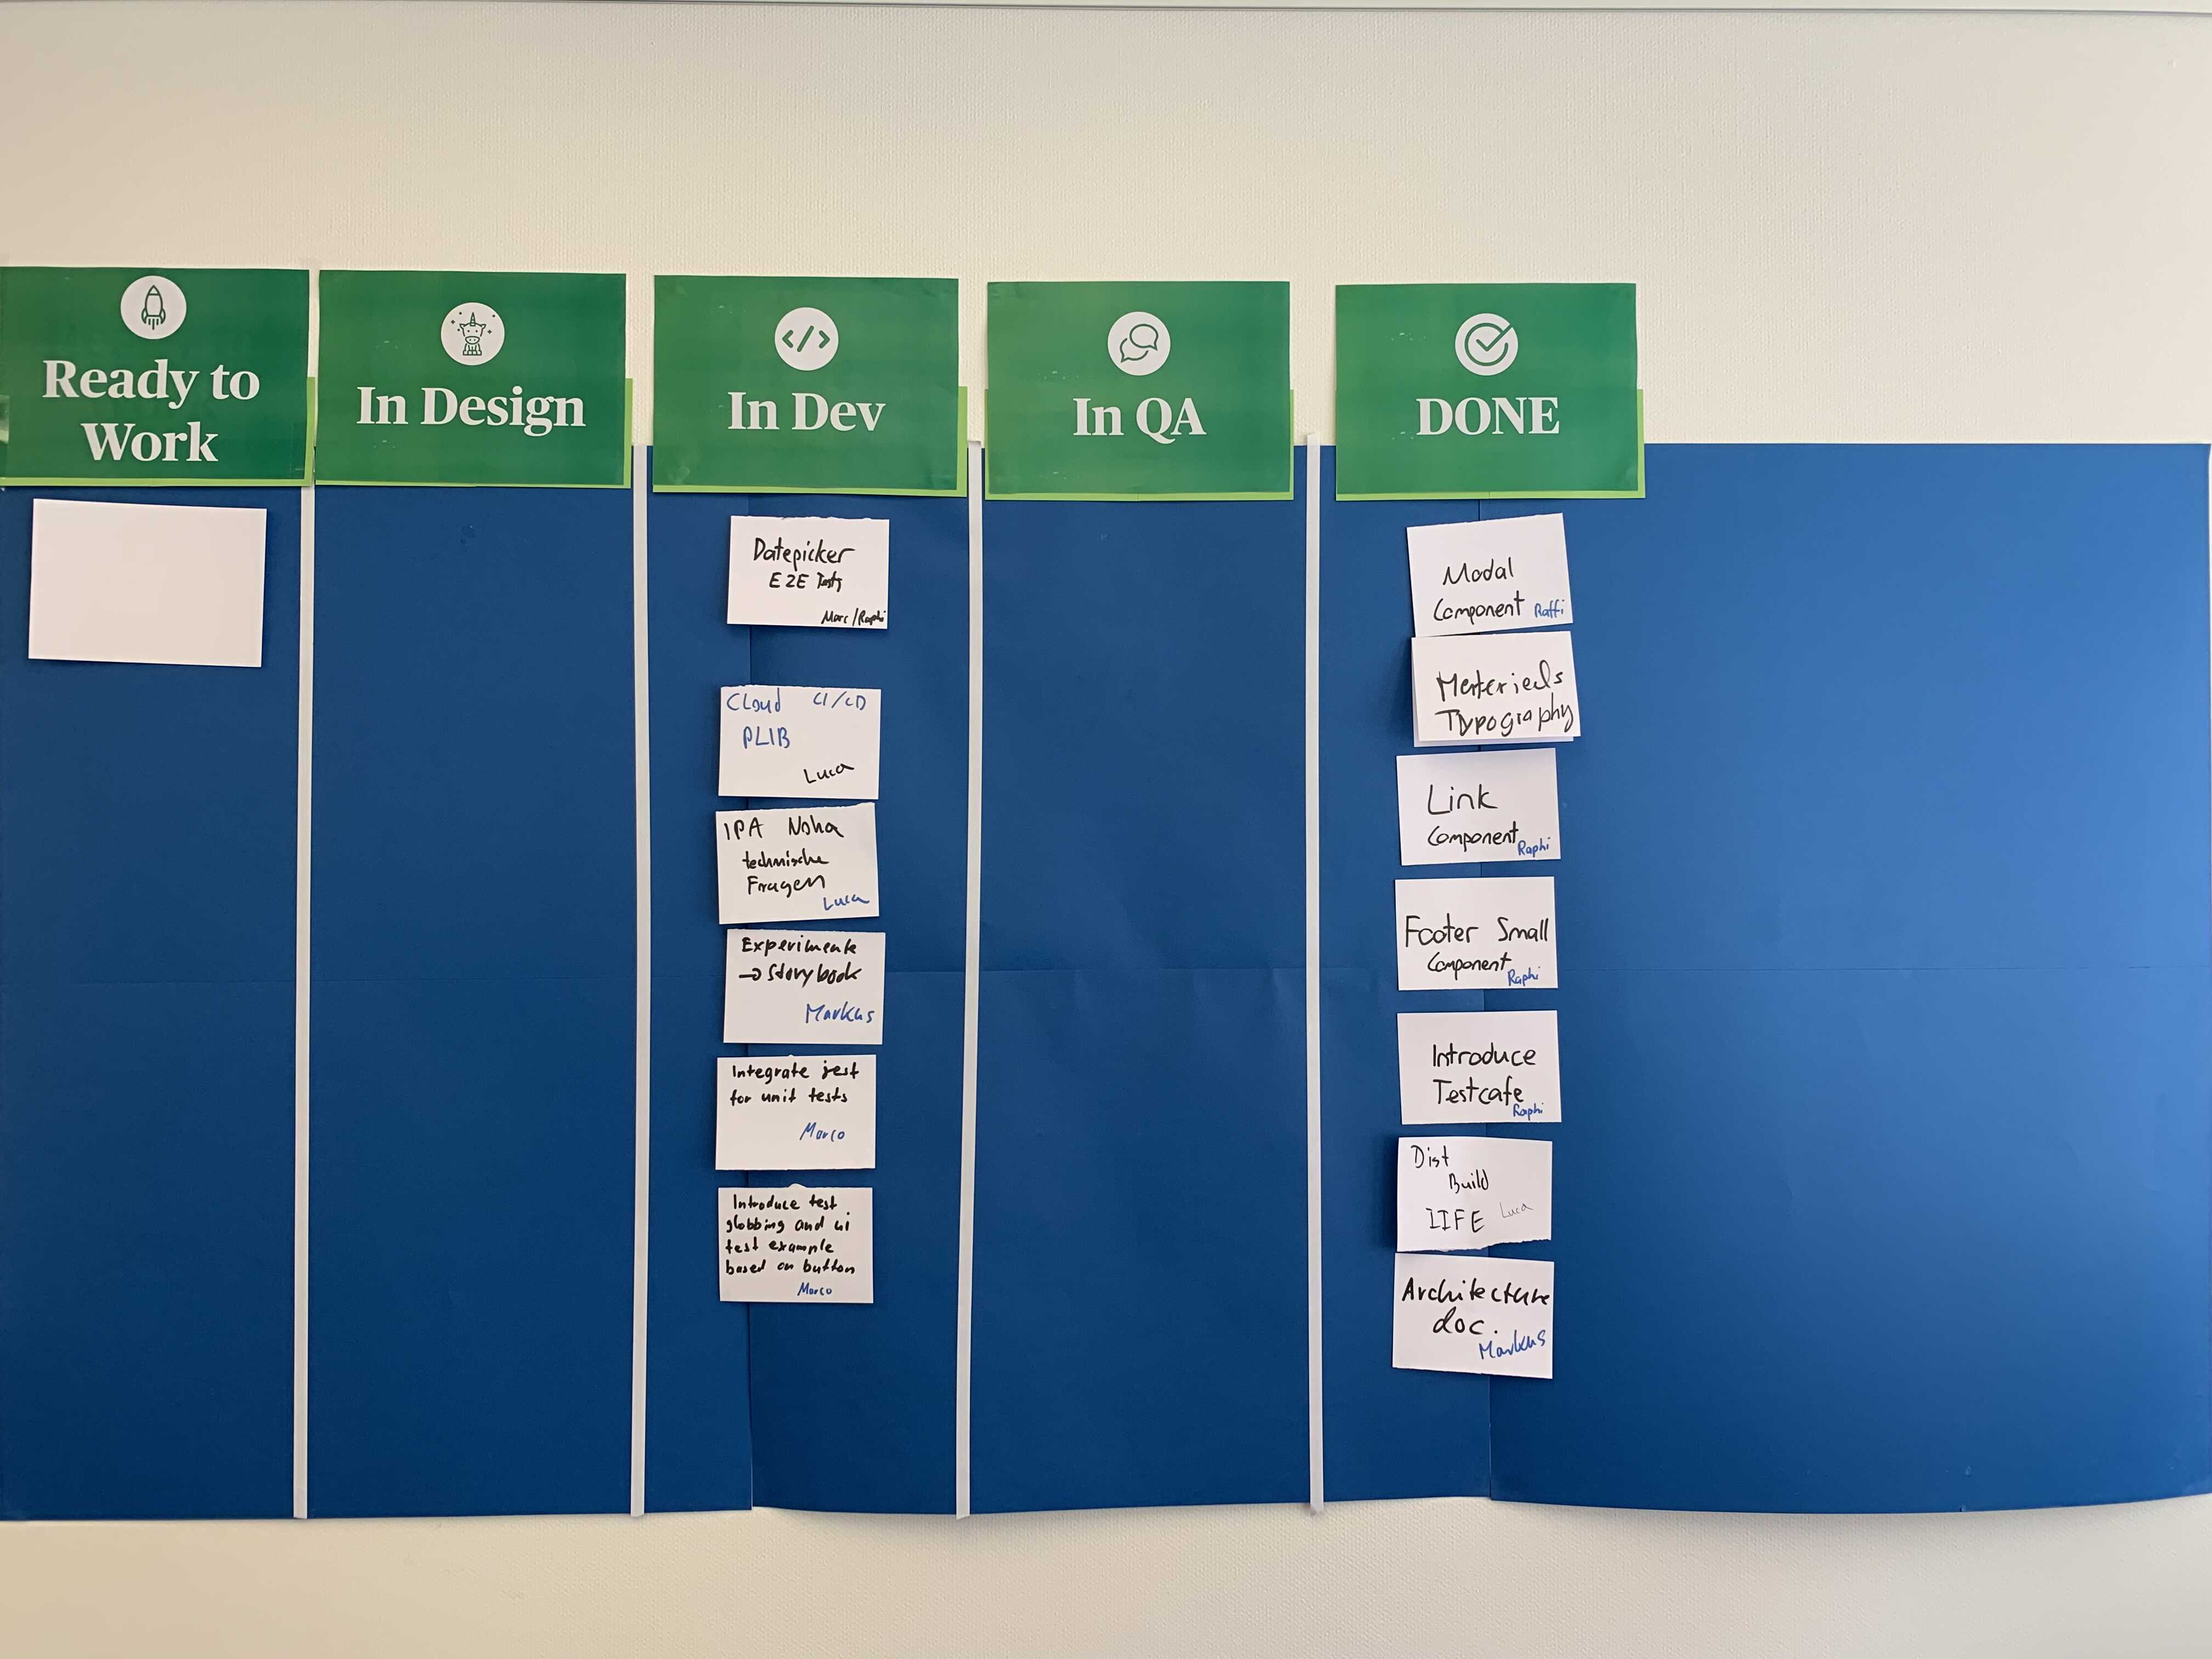 Ready to
Work
In Design
In Dev
In QA
DONE
Datepicker
E2E Tests
Marc/Raphi
Cloud CI/CD
PLIB
Luca
IPA Noha
technische
Fragen
Luca
Experimente
→ Storybook
Markus
Integrate jest
for unit tests
Marco
Introduce test
globbing and ui
test example
based on button
Marco
Modal
Component Raffi
Materials
Typography
Link
Component
Raphi
Footer Small
Component
Raphi
Introduce
Testcafe
Raphi
Dist
Build
IIFE Luca
Architecture
doc.
Markus